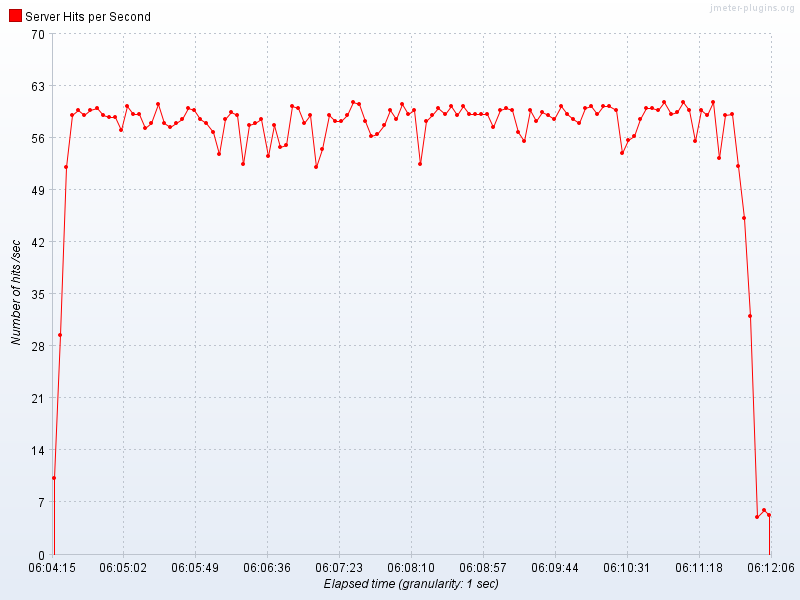 jmeter-plugins.org
Server Hits per Second
70
63
56
49
42
35
28
21
14
7
0
Number of hits /sec
06:04:15 06:05:02 06:05:49 06:06:36 06:07:23 06:08:10 06:08:57 06:09:44 06:10:31 06:11:18 06:12:06
Elapsed time (granularity: 1 sec)